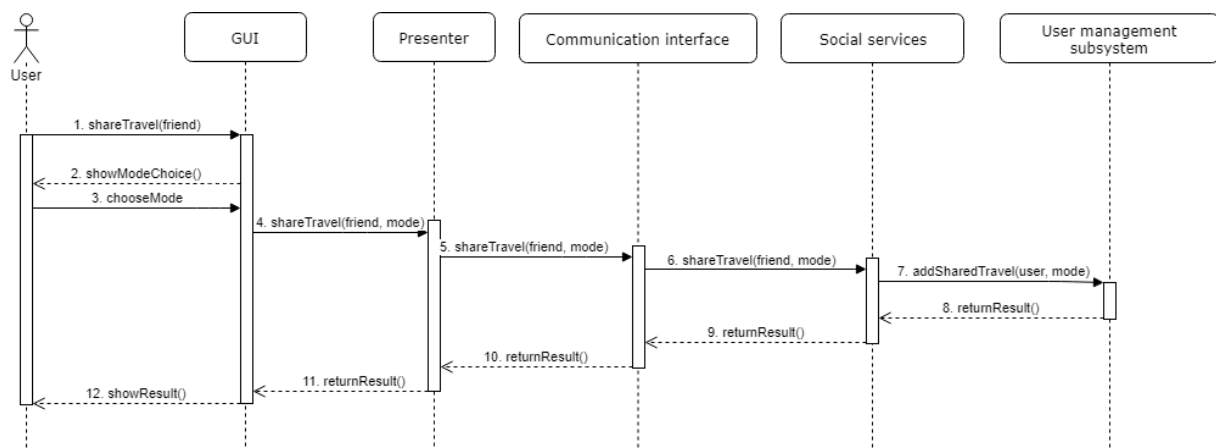 GUI
Presenter
Communication interface
Social services
User management
subsystem
User
1. shareTravel(friend)
2. showModeChoice()
3. chooseMode
4. shareTravel(friend, mode)
5. shareTravel(friend, mode)
6. shareTravel(friend, mode)
7. addSharedTravel(user, mode)
8. returnResult()
9. returnResult()
10. returnResult()
11. returnResult()
12. showResult()